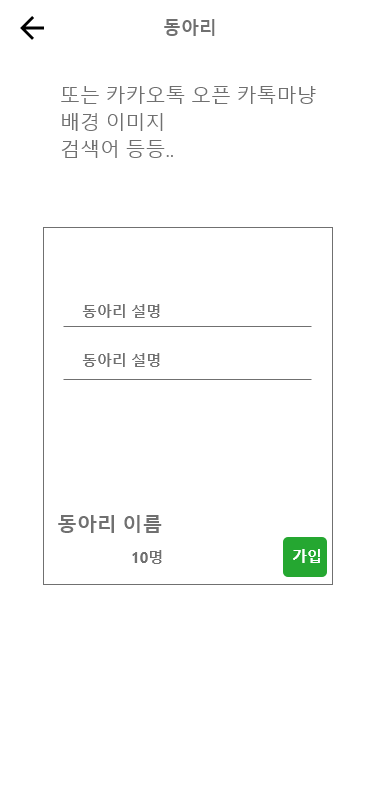 동아리
또는 카카오톡 오픈 카톡마냥
배경 이미지
검색어 등등..
동아리 설명
동아리 설명
동아리 이름
10명
가입